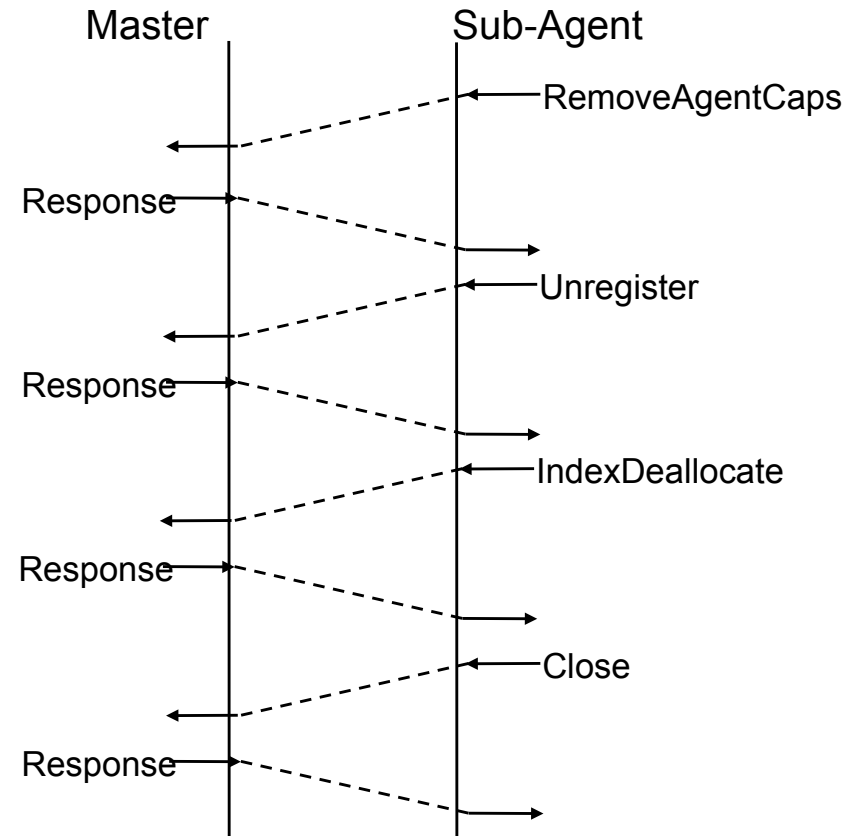 Master
Sub-Agent
RemoveAgentCaps
Response
Unregister
Response
IndexDeallocate
Response
Close
Response